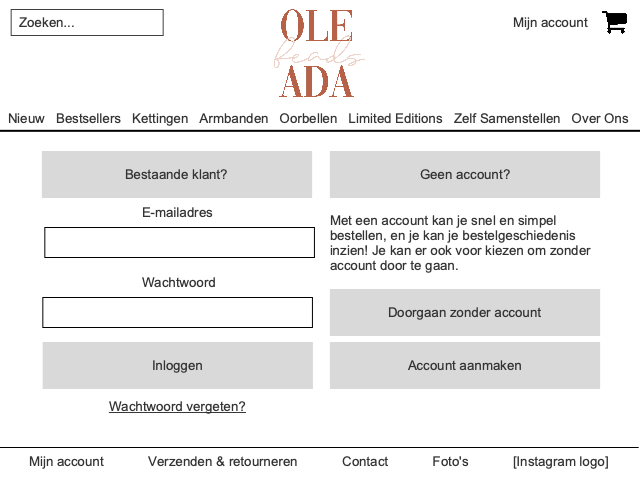 Zoeken...
OLE
beads
ADA
Mijn account
Nieuw Bestsellers Kettingen Armbanden Oorbellen Limited Editions Zelf Samenstellen Over Ons
Bestaande klant?
E-mailadres
Wachtwoord
Inloggen
Wachtwoord vergeten?
Geen account?
Met een account kan je snel en simpel
bestellen, en je kan je bestelgeschiedenis
inzien! Je kan er ook voor kiezen om zonder
account door te gaan.
Doorgaan zonder account
Account aanmaken
Mijn account Verzenden & retourneren Contact Foto's [Instagram logo]